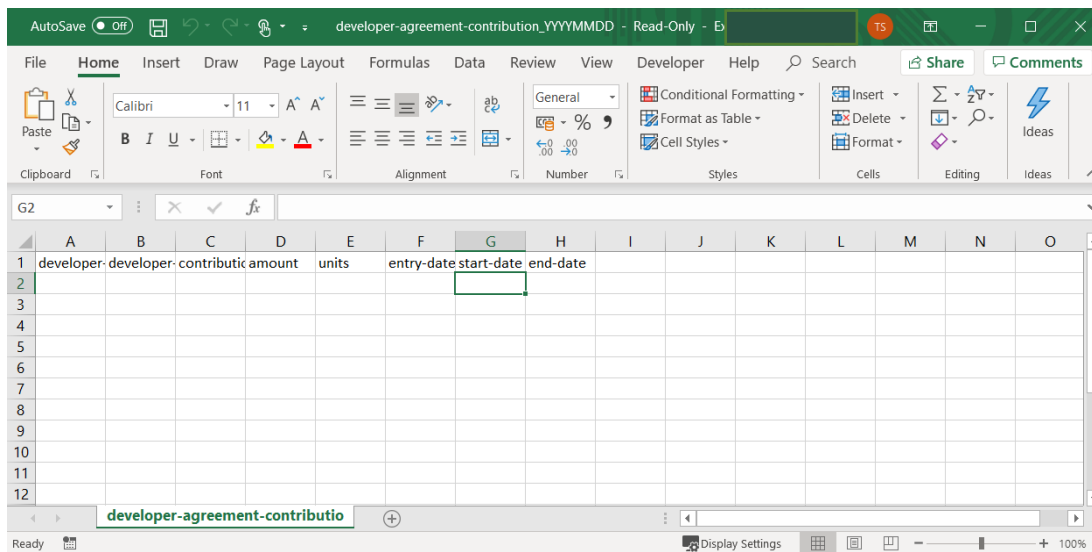 AutoSave Off developer-agreement-contribution_YYYYMMDD - Read-Only - Ex TS
File Home Insert Draw Page Layout Formulas Data Review View Developer Help Search Share Comments
Paste Calibri 11 A^ A˅ ab General Conditional Formatting Insert Σ Ideas
B I U A % , Format as Table Delete
Cell Styles Format
Clipboard Font Alignment Number Styles Cells Editing Ideas
G2 fx
A B C D E F G H I J K L M N O
1 developer- developer- contributic amount units entry-date start-date end-date
2
3
4
5
6
7
8
9
10
11
12
developer-agreement-contributio
Ready Display Settings 100%